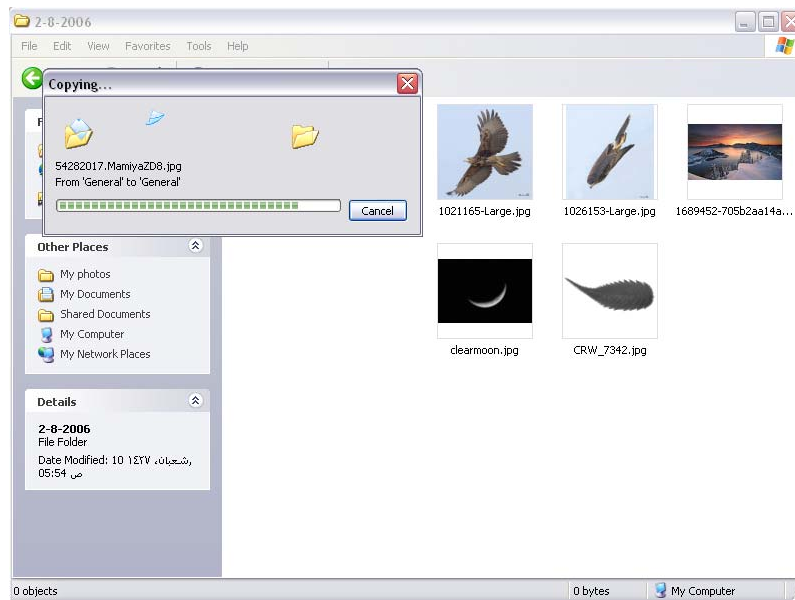 2-8-2006
File Edit View Favorites Tools Help
Copying...
54282017.MamiyaZD8.jpg
From 'General' to 'General'
Cancel
1021165-Large.jpg
1026153-Large.jpg
1689452-705b2aa14a...
clearmoon.jpg
CRW_7342.jpg
Other Places
My photos
My Documents
Shared Documents
My Computer
My Network Places
Details
2-8-2006
File Folder
Date Modified: 10 شعبان، ١٤٢٧,
05:54 ص
0 objects
0 bytes
My Computer